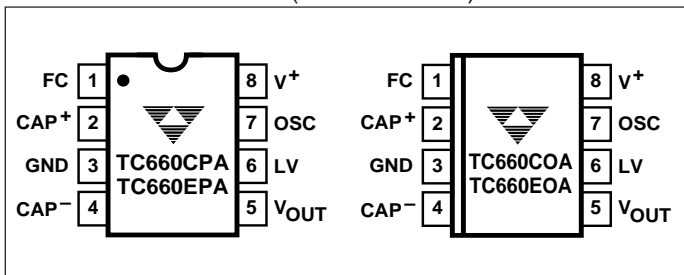 FC 1 8 V+
CAP+ 2 7 OSC
GND 3 TC660CPA 6 LV
TC660EPA
CAP− 4 5 VOUT
FC 1 8 V+
CAP+ 2 7 OSC
GND 3 TC660COA 6 LV
TC660EOA
CAP− 4 5 VOUT